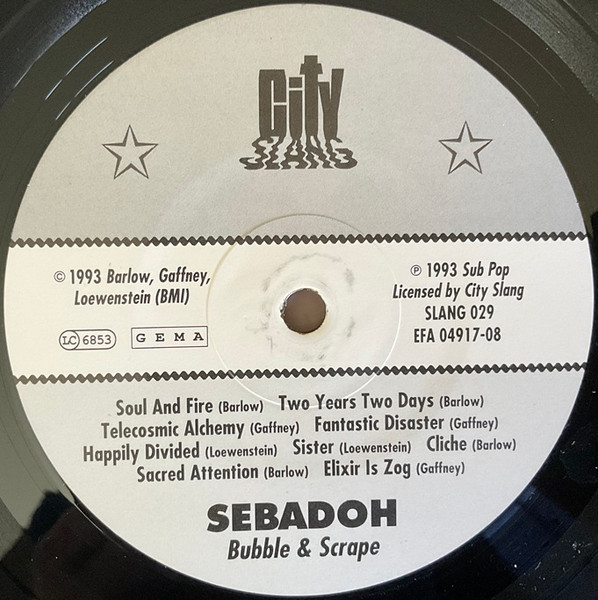 City
SLANG
© 1993 Barlow, Gaffney,
Loewenstein (BMI)
LC 6853
GEMA
℗ 1993 Sub Pop
Licensed by City Slang
SLANG 029
EFA 04917-08
Soul And Fire (Barlow) Two Years Two Days (Barlow)
Telecosmic Alchemy (Gaffney) Fantastic Disaster (Gaffney)
Happily Divided (Loewenstein) Sister (Loewenstein) Cliche (Barlow)
Sacred Attention (Barlow) Elixir Is Zog (Gaffney)
SEBADOH
Bubble & Scrape